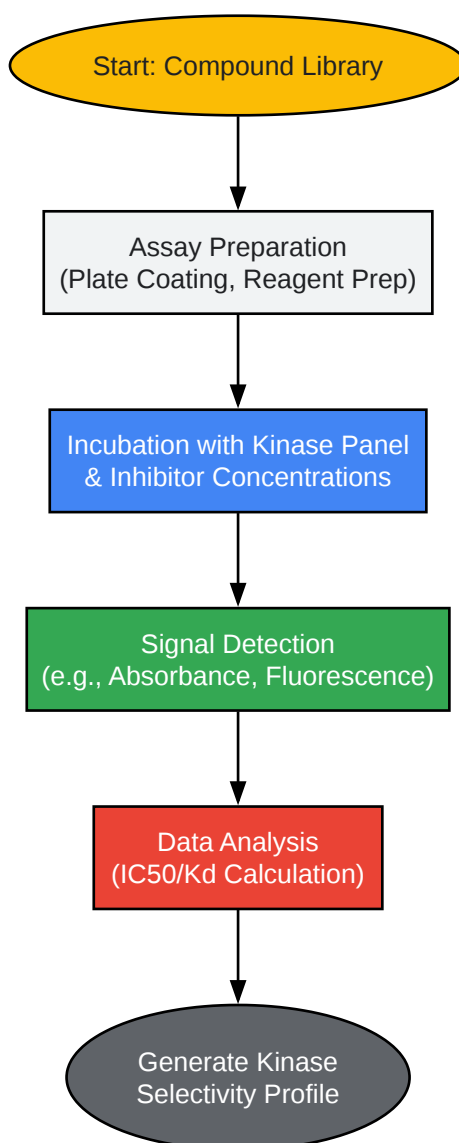 Start: Compound Library
Assay Preparation
(Plate Coating, Reagent Prep)
Incubation with Kinase Panel
& Inhibitor Concentrations
Signal Detection
(e.g., Absorbance, Fluorescence)
Data Analysis
(IC50/Kd Calculation)
Generate Kinase
Selectivity Profile